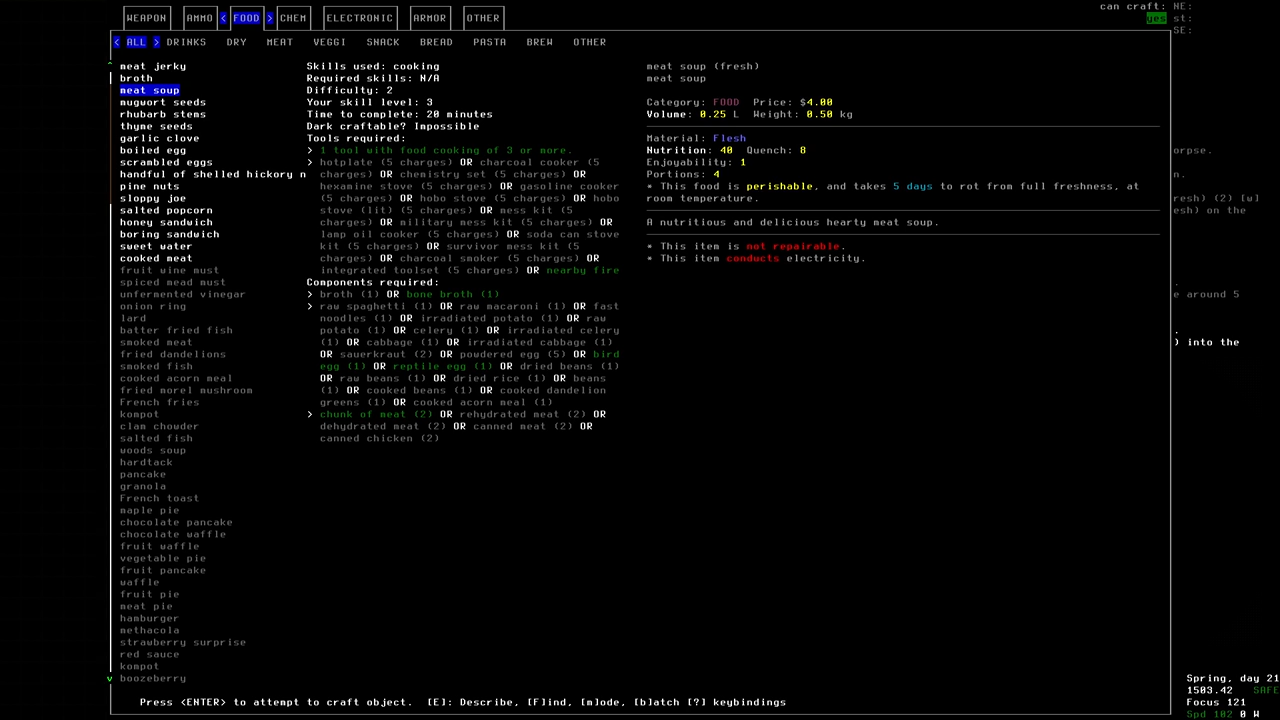 can craft: NE:
WEAPON AMMO < FOOD > CHEM ELECTRONIC ARMOR OTHER yes st:
SE:
< ALL > DRINKS DRY MEAT VEGGI SNACK BREAD PASTA BREW OTHER
meat jerky
broth
meat soup
mugwort seeds
rhubarb stems
thyme seeds
garlic clove
boiled egg
scrambled eggs
handful of shelled hickory n
pine nuts
sloppy joe
salted popcorn
honey sandwich
boring sandwich
sweet water
cooked meat
fruit wine must
spiced mead must
unfermented vinegar
onion ring
lard
batter fried fish
smoked meat
fried dandelions
smoked fish
cooked acorn meal
fried morel mushroom
French fries
kompot
clam chowder
salted fish
woods soup
hardtack
pancake
granola
French toast
maple pie
chocolate pancake
chocolate waffle
fruit waffle
vegetable pie
fruit pancake
waffle
fruit pie
meat pie
hamburger
methacola
strawberry surprise
red sauce
kompot
v boozeberry
Skills used: cooking
Required skills: N/A
Difficulty: 2
Your skill level: 3
Time to complete: 20 minutes
Dark craftable? Impossible
Tools required:
> 1 tool with food cooking of 3 or more.
> hotplate (5 charges) OR charcoal cooker (5
charges) OR chemistry set (5 charges) OR
hexamine stove (5 charges) OR gasoline cooker
(5 charges) OR hobo stove (5 charges) OR hobo
stove (lit) (5 charges) OR mess kit (5
charges) OR military mess kit (5 charges) OR
lamp oil cooker (5 charges) OR soda can stove
kit (5 charges) OR survivor mess kit (5
charges) OR charcoal smoker (5 charges) OR
integrated toolset (5 charges) OR nearby fire
Components required:
> broth (1) OR bone broth (1)
> raw spaghetti (1) OR raw macaroni (1) OR fast
noodles (1) OR irradiated potato (1) OR raw
potato (1) OR celery (1) OR irradiated celery
(1) OR cabbage (1) OR irradiated cabbage (1)
OR sauerkraut (2) OR powdered egg (5) OR bird
egg (1) OR reptile egg (1) OR dried beans (1)
OR raw beans (1) OR dried rice (1) OR beans
(1) OR cooked beans (1) OR cooked dandelion
greens (1) OR cooked acorn meal (1)
> chunk of meat (2) OR rehydrated meat (2) OR
dehydrated meat (2) OR canned meat (2) OR
canned chicken (2)
meat soup (fresh)
meat soup
Category: FOOD Price: $4.00
Volume: 0.25 L Weight: 0.50 kg
Material: Flesh
Nutrition: 40 Quench: 8
Enjoyability: 1
Portions: 4
* This food is perishable, and takes 5 days to rot from full freshness, at
room temperature.
A nutritious and delicious hearty meat soup.
* This item is not repairable.
* This item conducts electricity.
orpse.
n.
resh) (2) [w]
esh) on the
e around 5
.
) into the
Press <ENTER> to attempt to craft object. [E]: Describe, [F]ind, [m]ode, [b]atch [?] keybindings
Spring, day 21
1503.42 SAFE
Focus 121
Spd 102 0 W